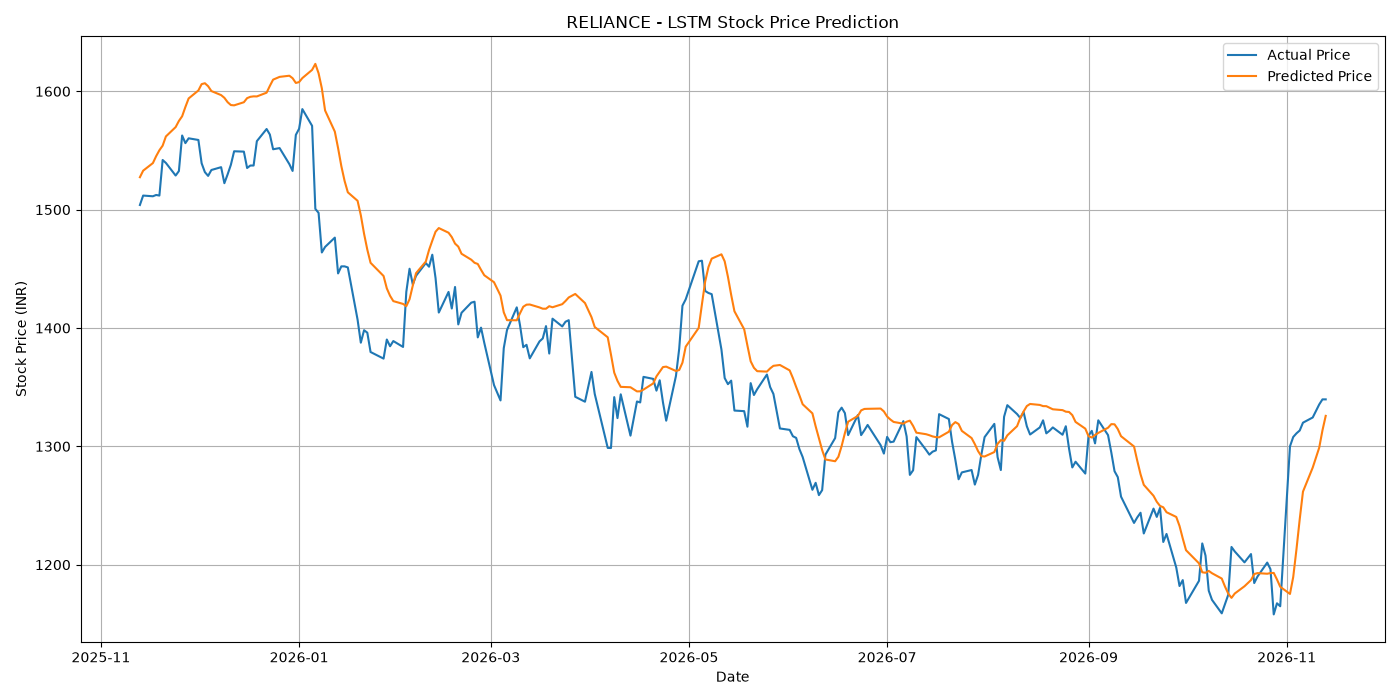 RELIANCE - LSTM Stock Price Prediction
Actual Price
Predicted Price
Stock Price (INR)
1600
1500
1400
1300
1200
2025-11
2026-01
2026-03
2026-05
2026-07
2026-09
2026-11
Date